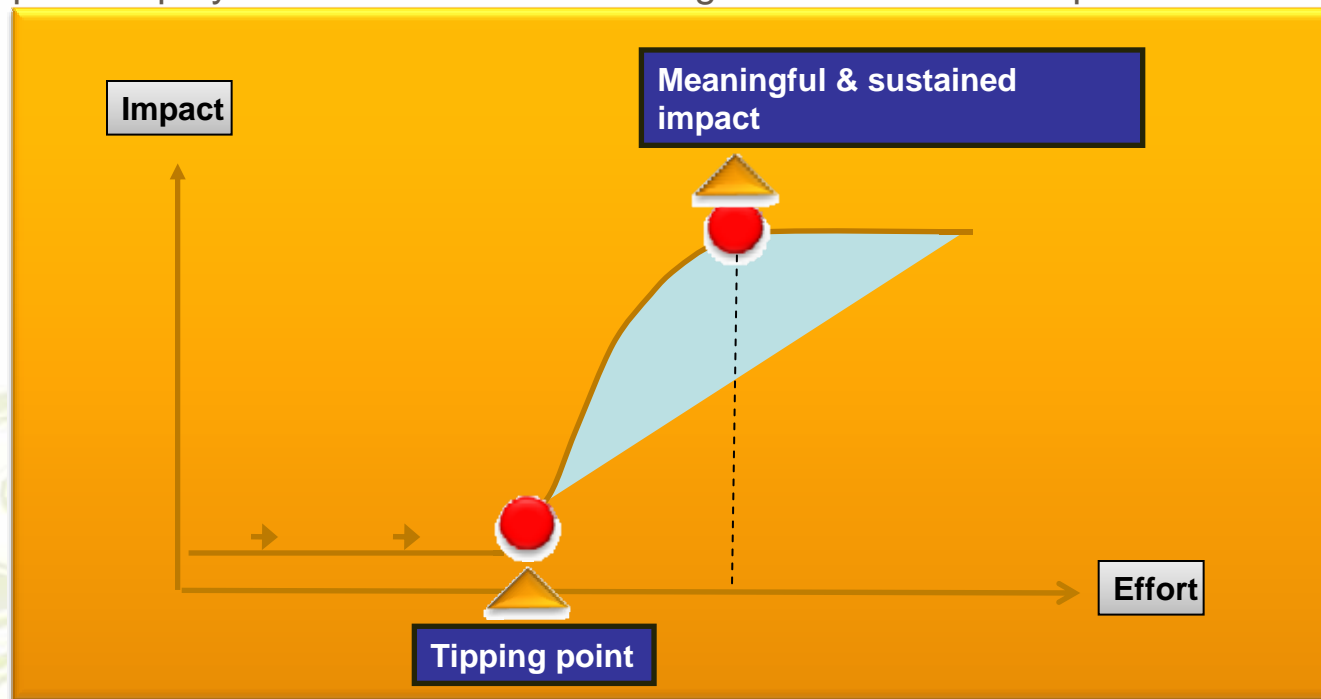 Impact
Meaningful & sustained
impact
Effort
Tipping point